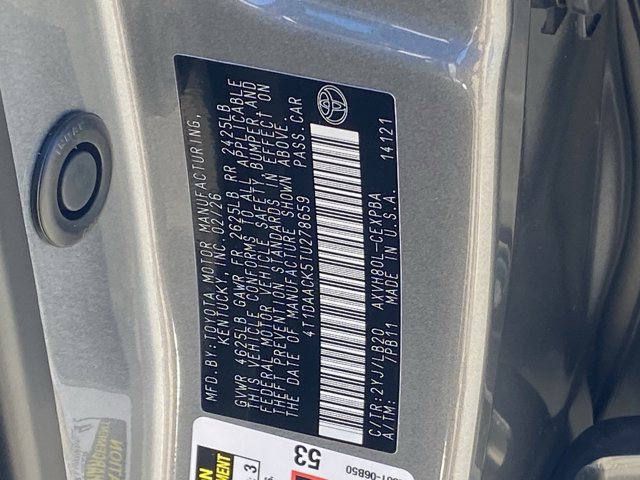 MFD. BY: TOYOTA MOTOR MANUFACTURING,
KENTUCKY, INC. 02/26
GVWR 4625LB GAWR FR 2625LB RR 2425LB
THIS VEHICLE CONFORMS TO ALL APPLICABLE
FEDERAL MOTOR VEHICLE SAFETY, BUMPER, AND
THEFT PREVENTION STANDARDS IN EFFECT ON
THE DATE OF MANUFACTURE SHOWN ABOVE.
4T1DAACK5TU278659 PASS.CAR
C/TR: 2YJ/LB20 AXVH80L-CEXPBA
A/TM: /PB11 MADE IN U.S.A. 14121
53